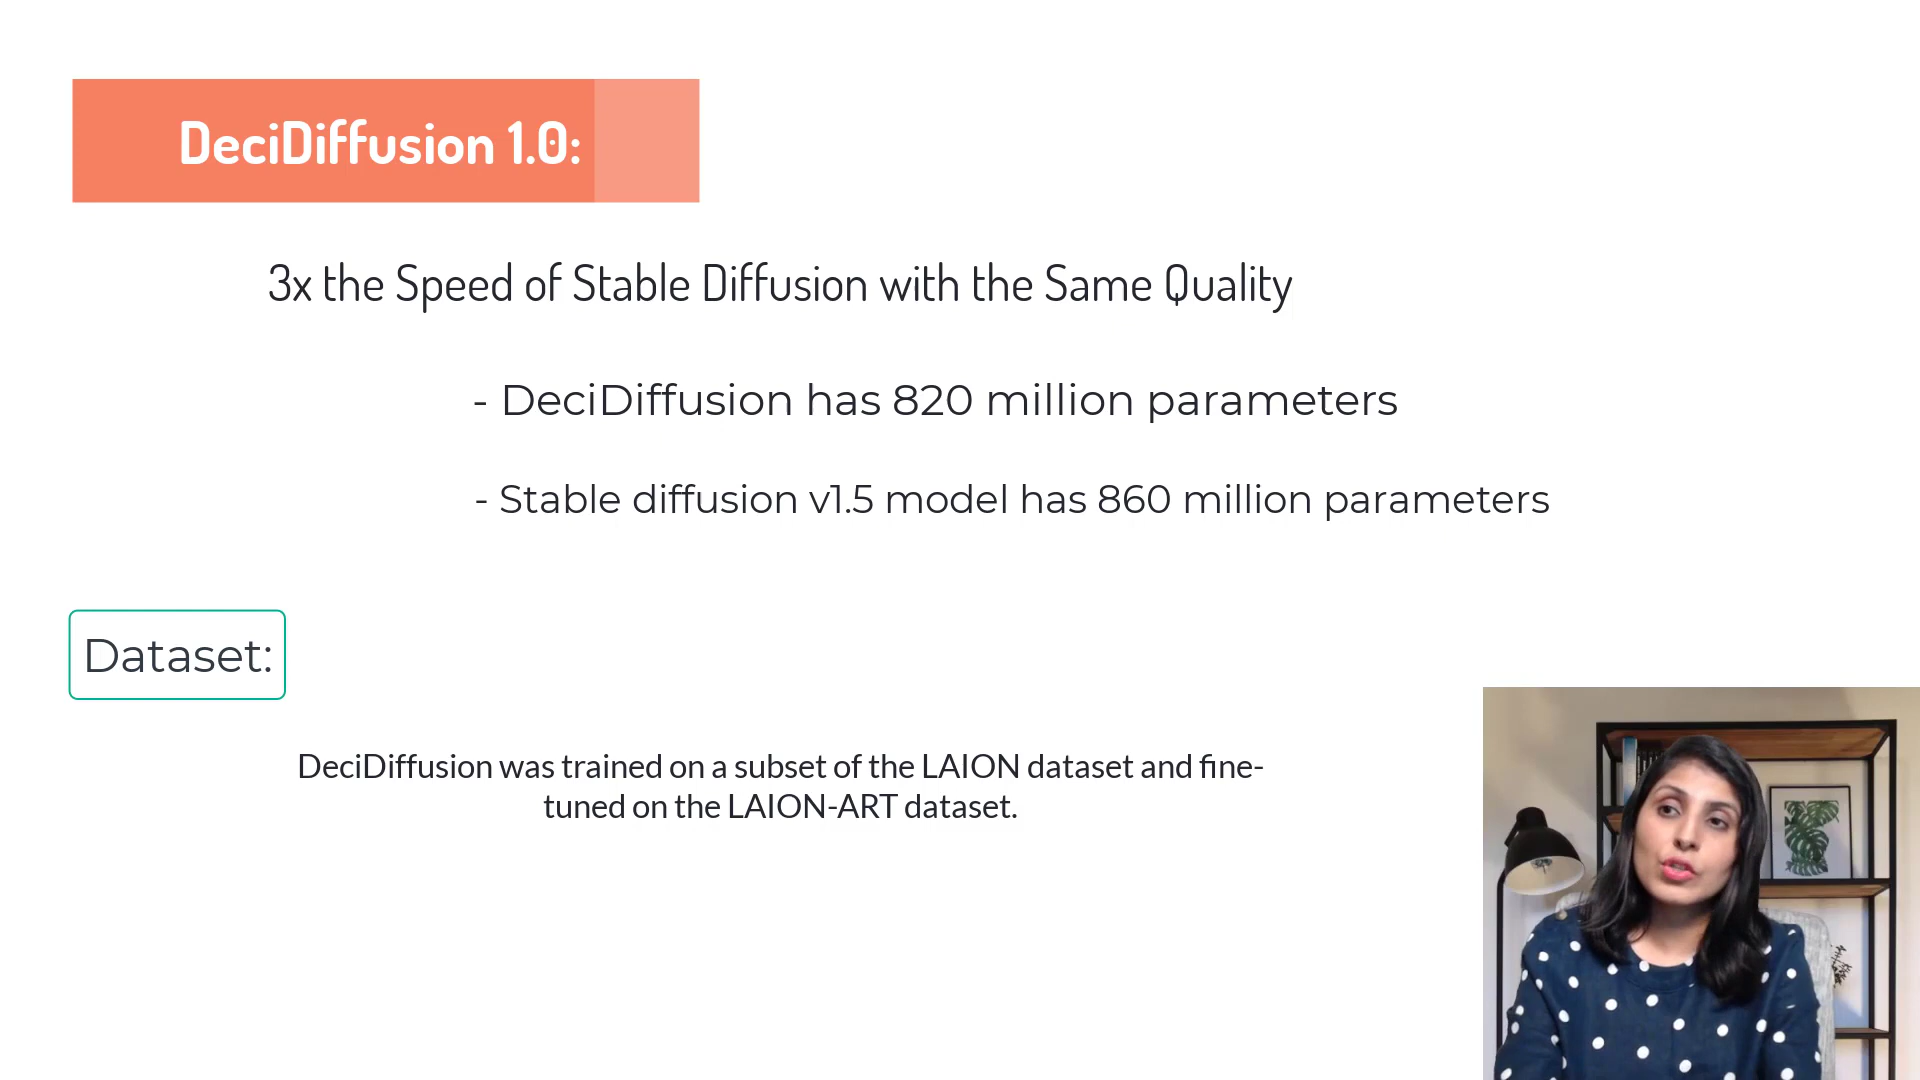 DeciDiffusion 1.0:
3x the Speed of Stable Diffusion with the Same Quality
- DeciDiffusion has 820 million parameters
- Stable diffusion v1.5 model has 860 million parameters
Dataset:
DeciDiffusion was trained on a subset of the LAION dataset and fine-
tuned on the LAION-ART dataset.